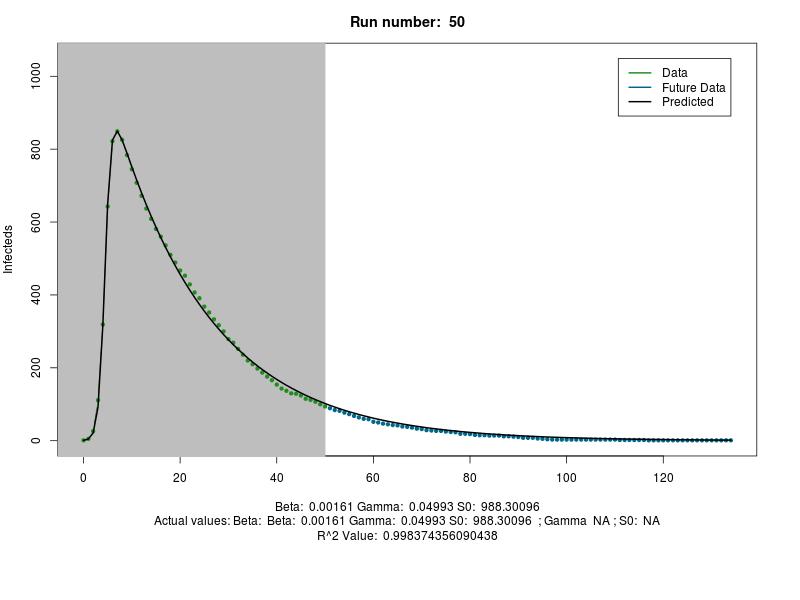 Run number: 50
1000
800
600
400
200
0
Infecteds
Data
Future Data
Predicted
0 20 40 60 80 100 120
Beta: 0.00161 Gamma: 0.04993 S0: 988.30096
Actual values: Beta: Beta: 0.00161 Gamma: 0.04993 S0: 988.30096 ; Gamma NA ; S0: NA
R^2 Value: 0.998374356090438